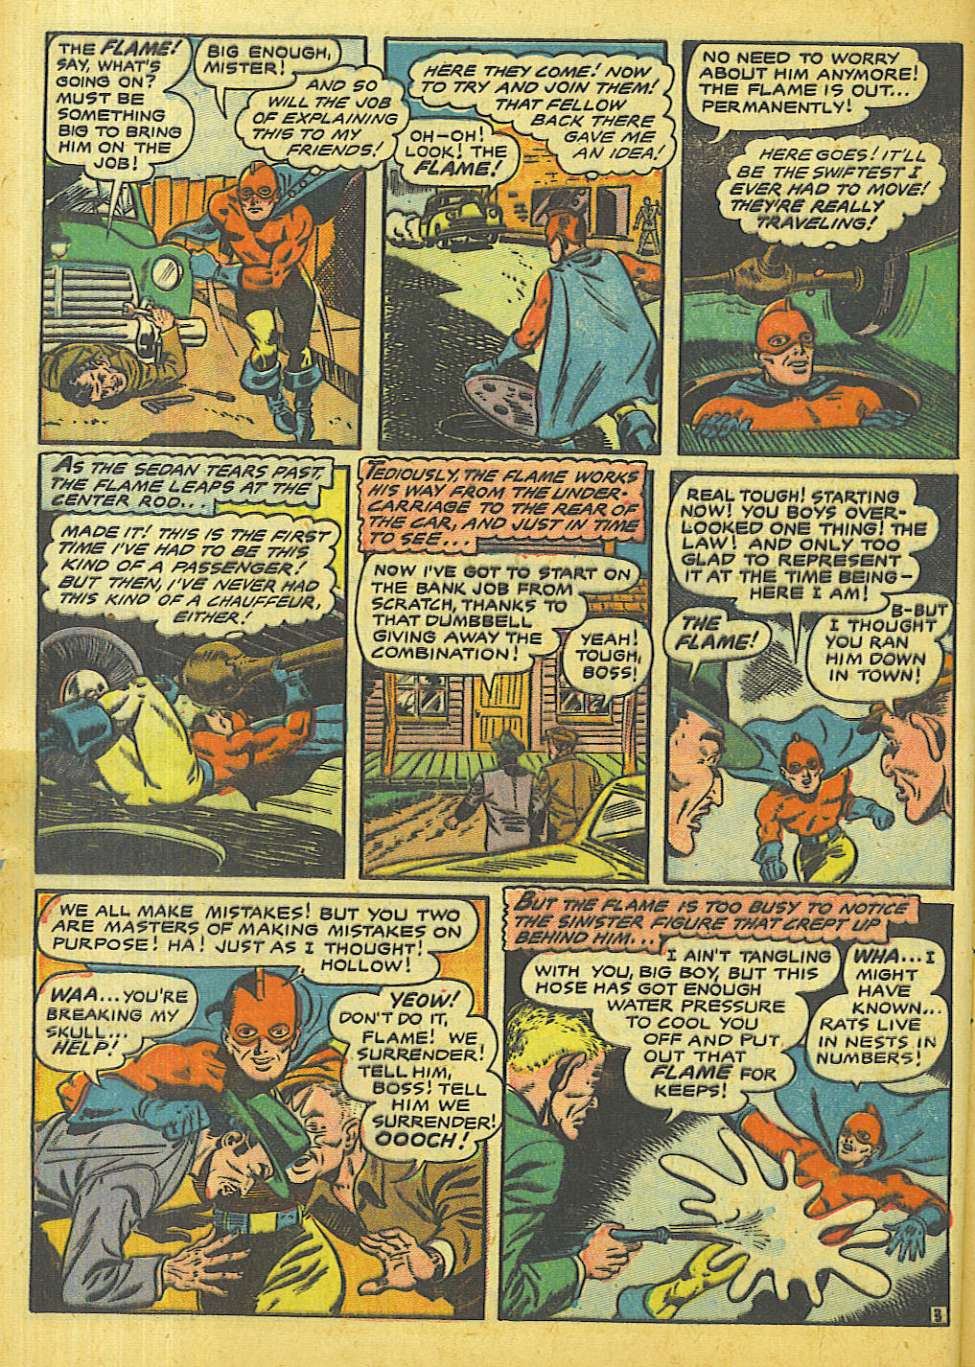 THE FLAME!
SAY, WHAT'S
GOING ON?
MUST BE
SOMETHING
BIG TO BRING
HIM ON THE
JOB!
BIG ENOUGH,
MISTER!
AND SO
WILL THE JOB
OF EXPLAINING
THIS TO MY
FRIENDS!
HERE THEY COME! NOW
TO TRY AND JOIN THEM!
THAT FELLOW
BACK THERE
GAVE ME
AN IDEA!
OH-OH!
LOOK! THE
FLAME!
NO NEED TO WORRY
ABOUT HIM ANYMORE!
THE FLAME IS OUT...
PERMANENTLY!
HERE GOES! IT'LL
BE THE SWIFTEST I
EVER HAD TO MOVE!
THEY'RE REALLY
TRAVELING!
AS THE SEDAN TEARS PAST,
THE FLAME LEAPS AT THE
CENTER ROD...
MADE IT! THIS IS THE FIRST
TIME I'VE HAD TO BE THIS
KIND OF A PASSENGER!
BUT THEN, I'VE NEVER HAD
THIS KIND OF A CHAUFFEUR,
EITHER!
TEDIOUSLY, THE FLAME WORKS
HIS WAY FROM THE UNDER-
CARRIAGE TO THE REAR OF
THE CAR, AND JUST IN TIME
TO SEE...
NOW I'VE GOT TO START ON
THE BANK JOB FROM
SCRATCH, THANKS TO
THAT DUMBBELL
GIVING AWAY THE
COMBINATION!
YEAH!
TOUGH,
BOSS!
REAL TOUGH! STARTING
NOW! YOU BOYS OVER-
LOOKED ONE THING! THE
LAW! AND ONLY TOO
GLAD TO REPRESENT
IT AT THE TIME BEING-
HERE I AM!
THE
FLAME!
B-BUT
I THOUGHT
YOU RAN
HIM DOWN
IN TOWN!
WE ALL MAKE MISTAKES! BUT YOU TWO
ARE MASTERS OF MAKING MISTAKES ON
PURPOSE! HA! JUST AS I THOUGHT!
HOLLOW!
WAA...YOU'RE
BREAKING MY
SKULL...
HELP!
YEOW!
DON'T DO IT,
FLAME! WE
SURRENDER!
TELL HIM,
BOSS! TELL
HIM WE
SURRENDER!
OOOCH!
BUT THE FLAME IS TOO BUSY TO NOTICE
THE SINISTER FIGURE THAT CREPT UP
BEHIND HIM...
I AIN'T TANGLING
WITH YOU, BIG BOY, BUT THIS
HOSE HAS GOT ENOUGH
WATER PRESSURE
TO COOL YOU
OFF AND PUT
OUT THAT
FLAME FOR
KEEPS!
WHA...I
MIGHT
HAVE
KNOWN...
RATS LIVE
IN NESTS IN
NUMBERS!
3